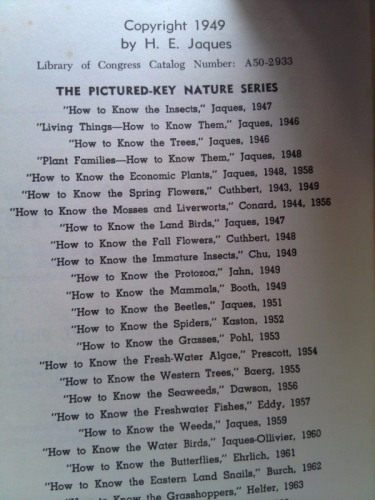 Copyright 1949
by H. E. Jaques
Library of Congress Catalog Number: A50-2933
THE PICTURED-KEY NATURE SERIES
"How to Know the Insects," Jaques, 1947
"Living Things—How to Know Them," Jaques, 1946
"How to Know the Trees," Jaques, 1946
"Plant Families—How to Know Them," Jaques, 1948
"How to Know the Economic Plants," Jaques, 1948, 1958
"How to Know the Spring Flowers," Cuthbert, 1943, 1949
"How to Know the Mosses and Liverworts," Conard, 1944, 1956
"How to Know the Land Birds," Jaques, 1947
"How to Know the Fall Flowers," Cuthbert, 1948
"How to Know the Immature Insects," Chu, 1949
"How to Know the Protozoa," Jahn, 1949
"How to Know the Mammals," Booth, 1949
"How to Know the Beetles," Jaques, 1951
"How to Know the Spiders," Kaston, 1952
"How to Know the Grasses," Pohl, 1953
"How to Know the Fresh-Water Algae," Prescott, 1954
"How to Know the Western Trees," Baerg, 1955
"How to Know the Seaweeds," Dawson, 1956
"How to Know the Freshwater Fishes," Eddy, 1957
"How to Know the Weeds," Jaques, 1959
"How to Know the Water Birds," Jaques-Ollivier, 1960
"How to Know the Butterflies," Ehrlich, 1961
"How to Know the Eastern Land Snails," Burch, 1962
"How to Know the Grasshoppers," Helfer, 1963